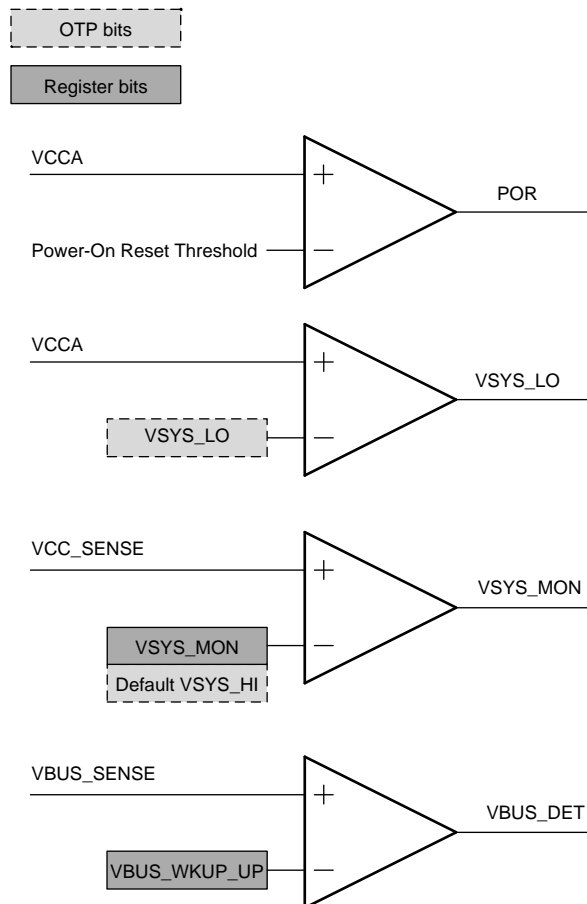 OTP bits
Register bits
VCCA
POR
Power-On Reset Threshold
VCCA
VSYS_LO
VSYS_LO
VCC_SENSE
VSYS_MON
VSYS_MON
Default VSYS_HI
VBUS_SENSE
VBUS_DET
VBUS_WKUP_UP